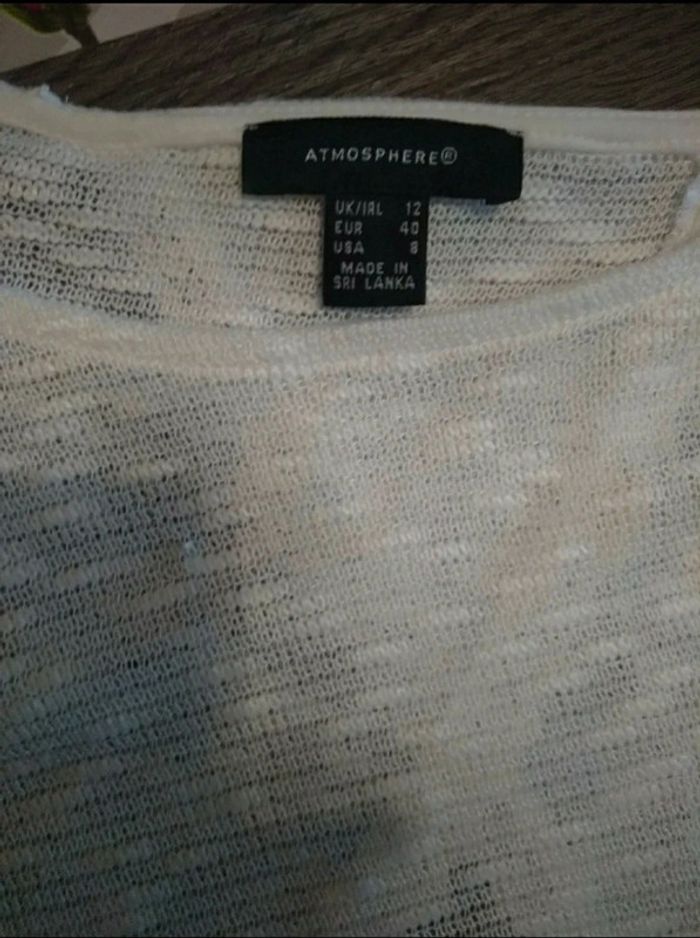 ATMOSPHERE®
UK/IRL 12
EUR 40
USA 8
MADE IN
SRI LANKA